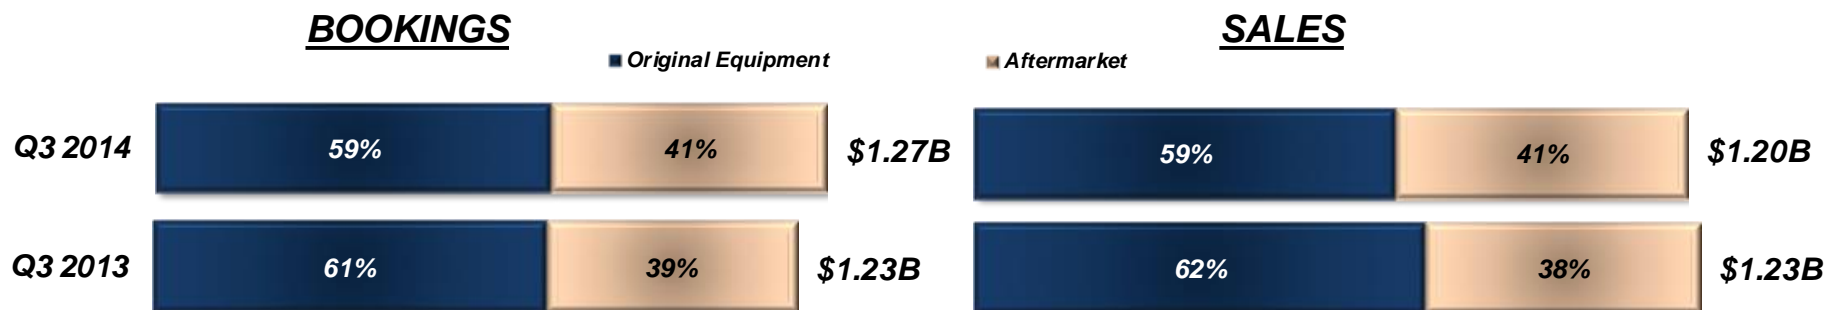 BOOKINGS
SALES
Original Equipment
Aftermarket
Q3 2014
59%
41%
$1.27B
59%
41%
$1.20B
Q3 2013
61%
39%
$1.23B
62%
38%
$1.23B